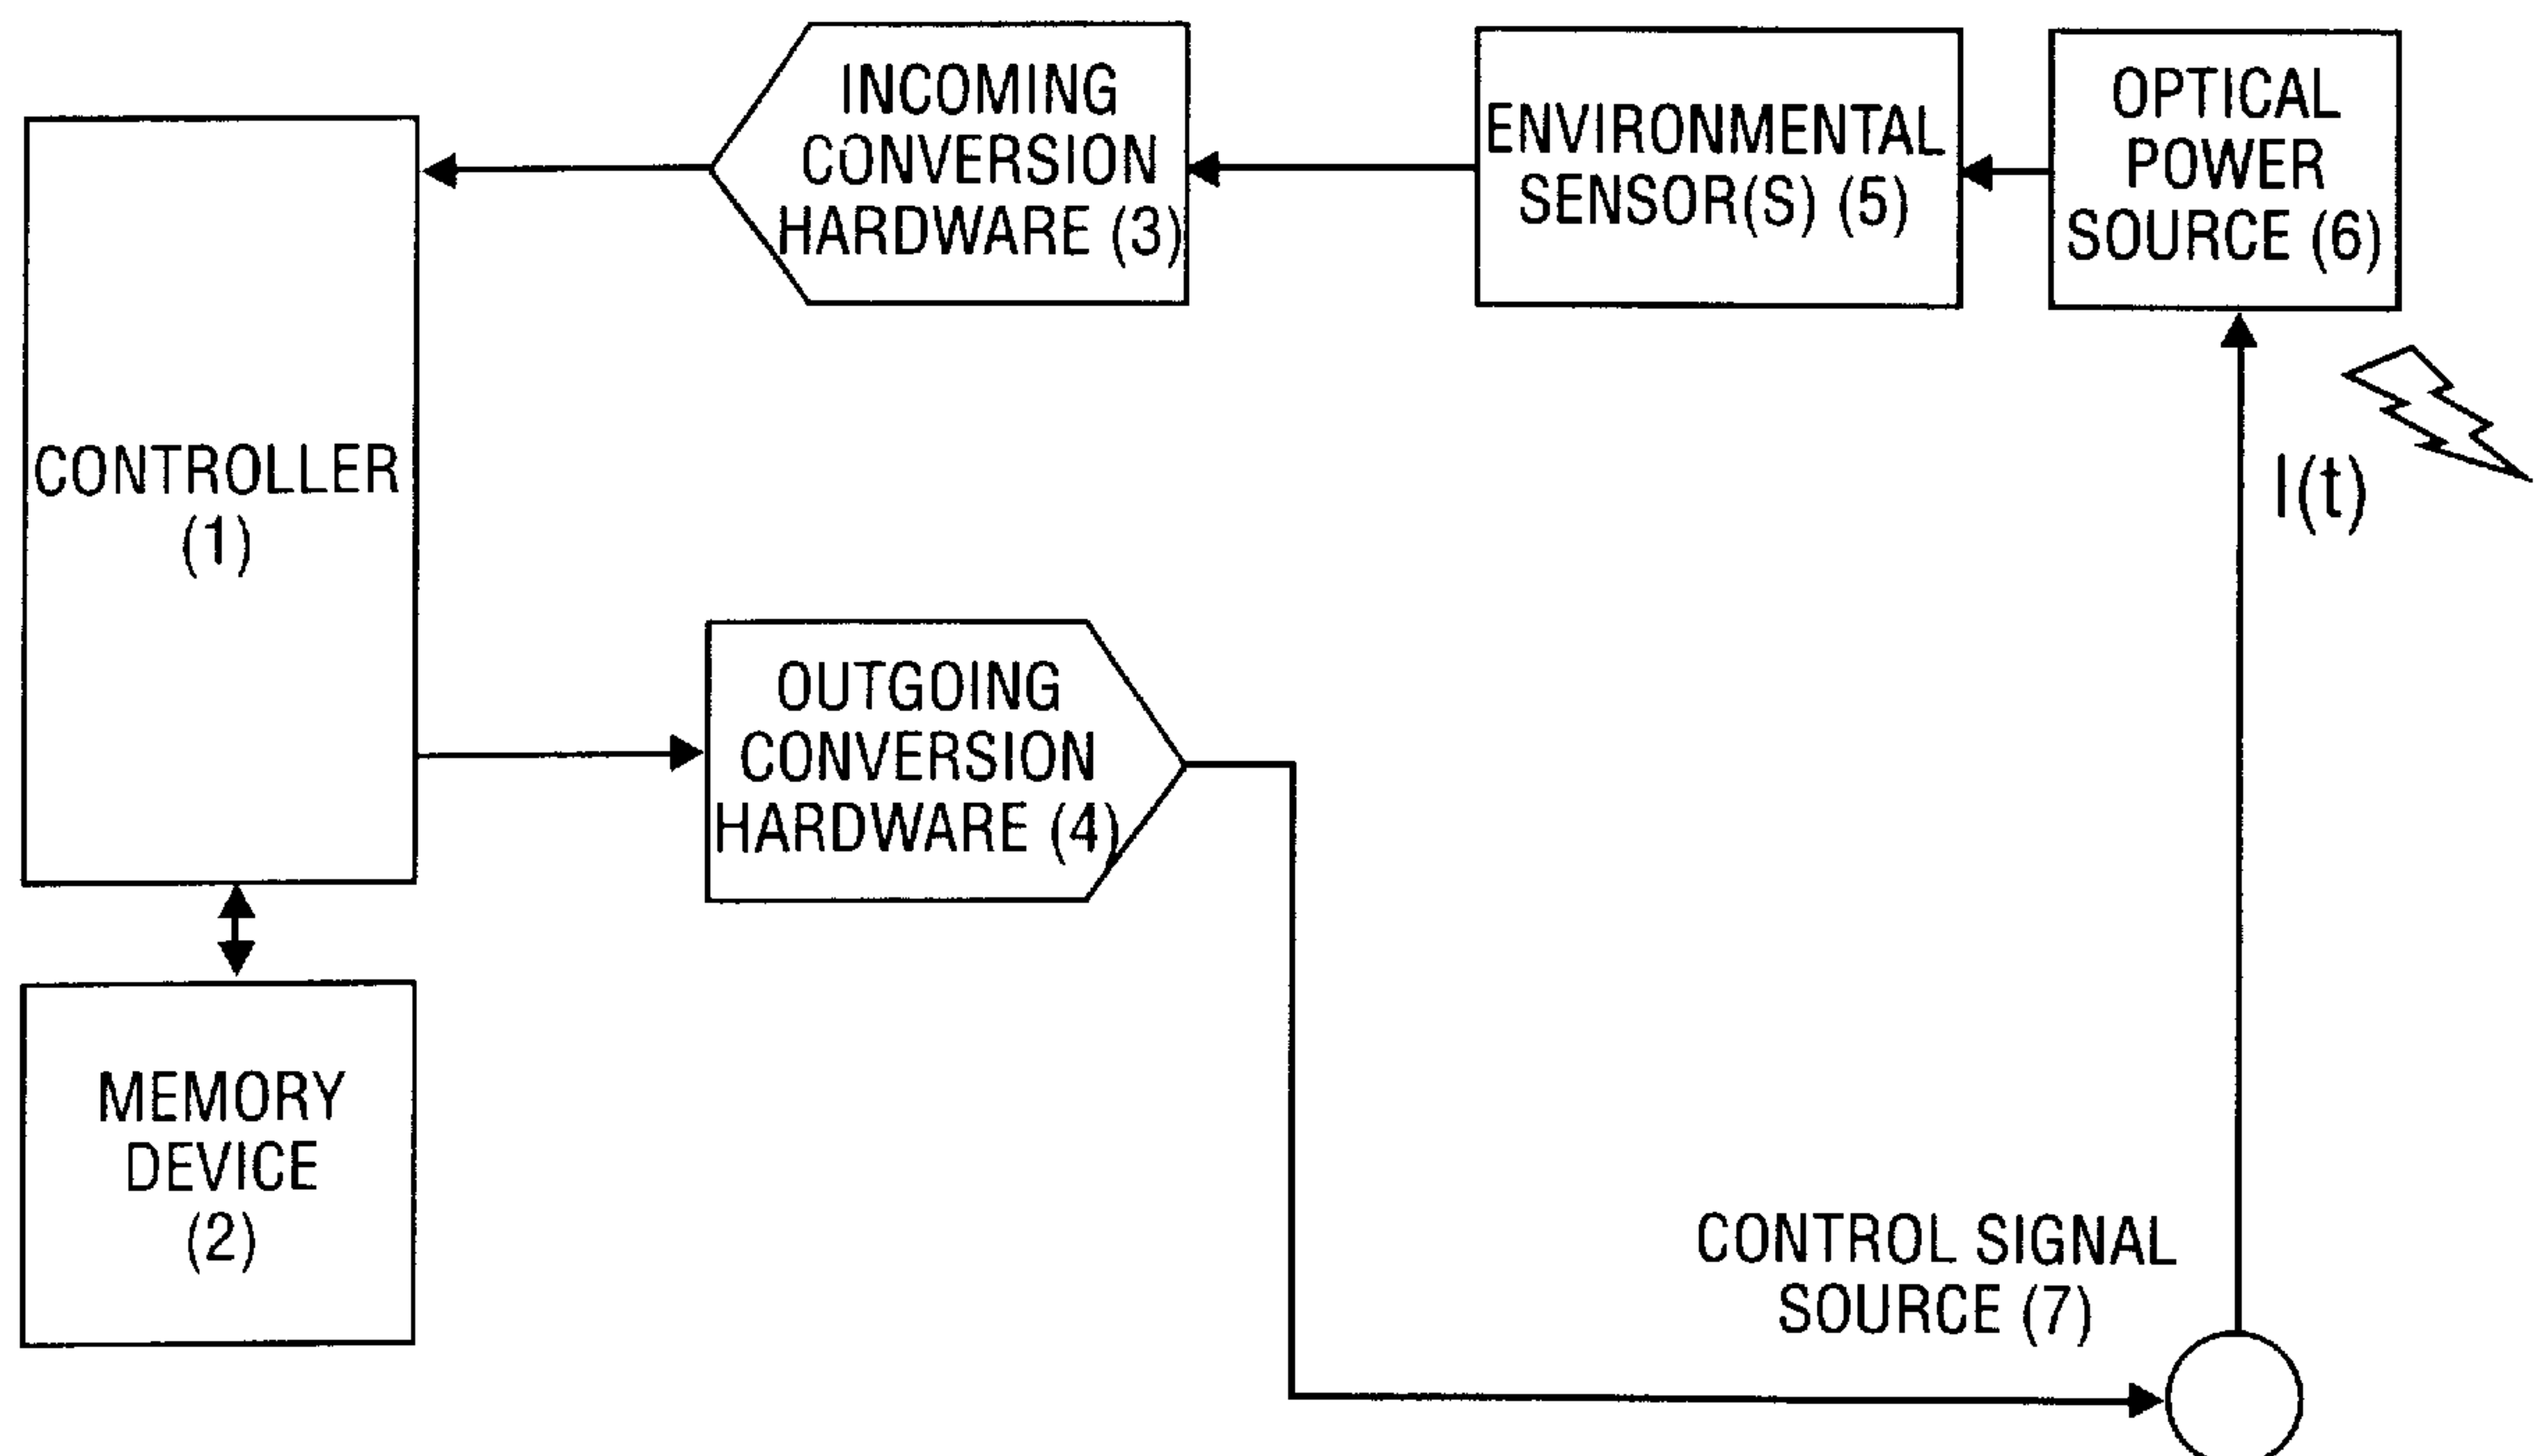 INCOMING
CONVERSION
HARDWARE (3)
ENVIRONMENTAL
SENSOR(S) (5)
OPTICAL
POWER
SOURCE (6)
CONTROLLER
(1)
I(t)
OUTGOING
CONVERSION
HARDWARE (4)
MEMORY
DEVICE
(2)
CONTROL SIGNAL
SOURCE (7)